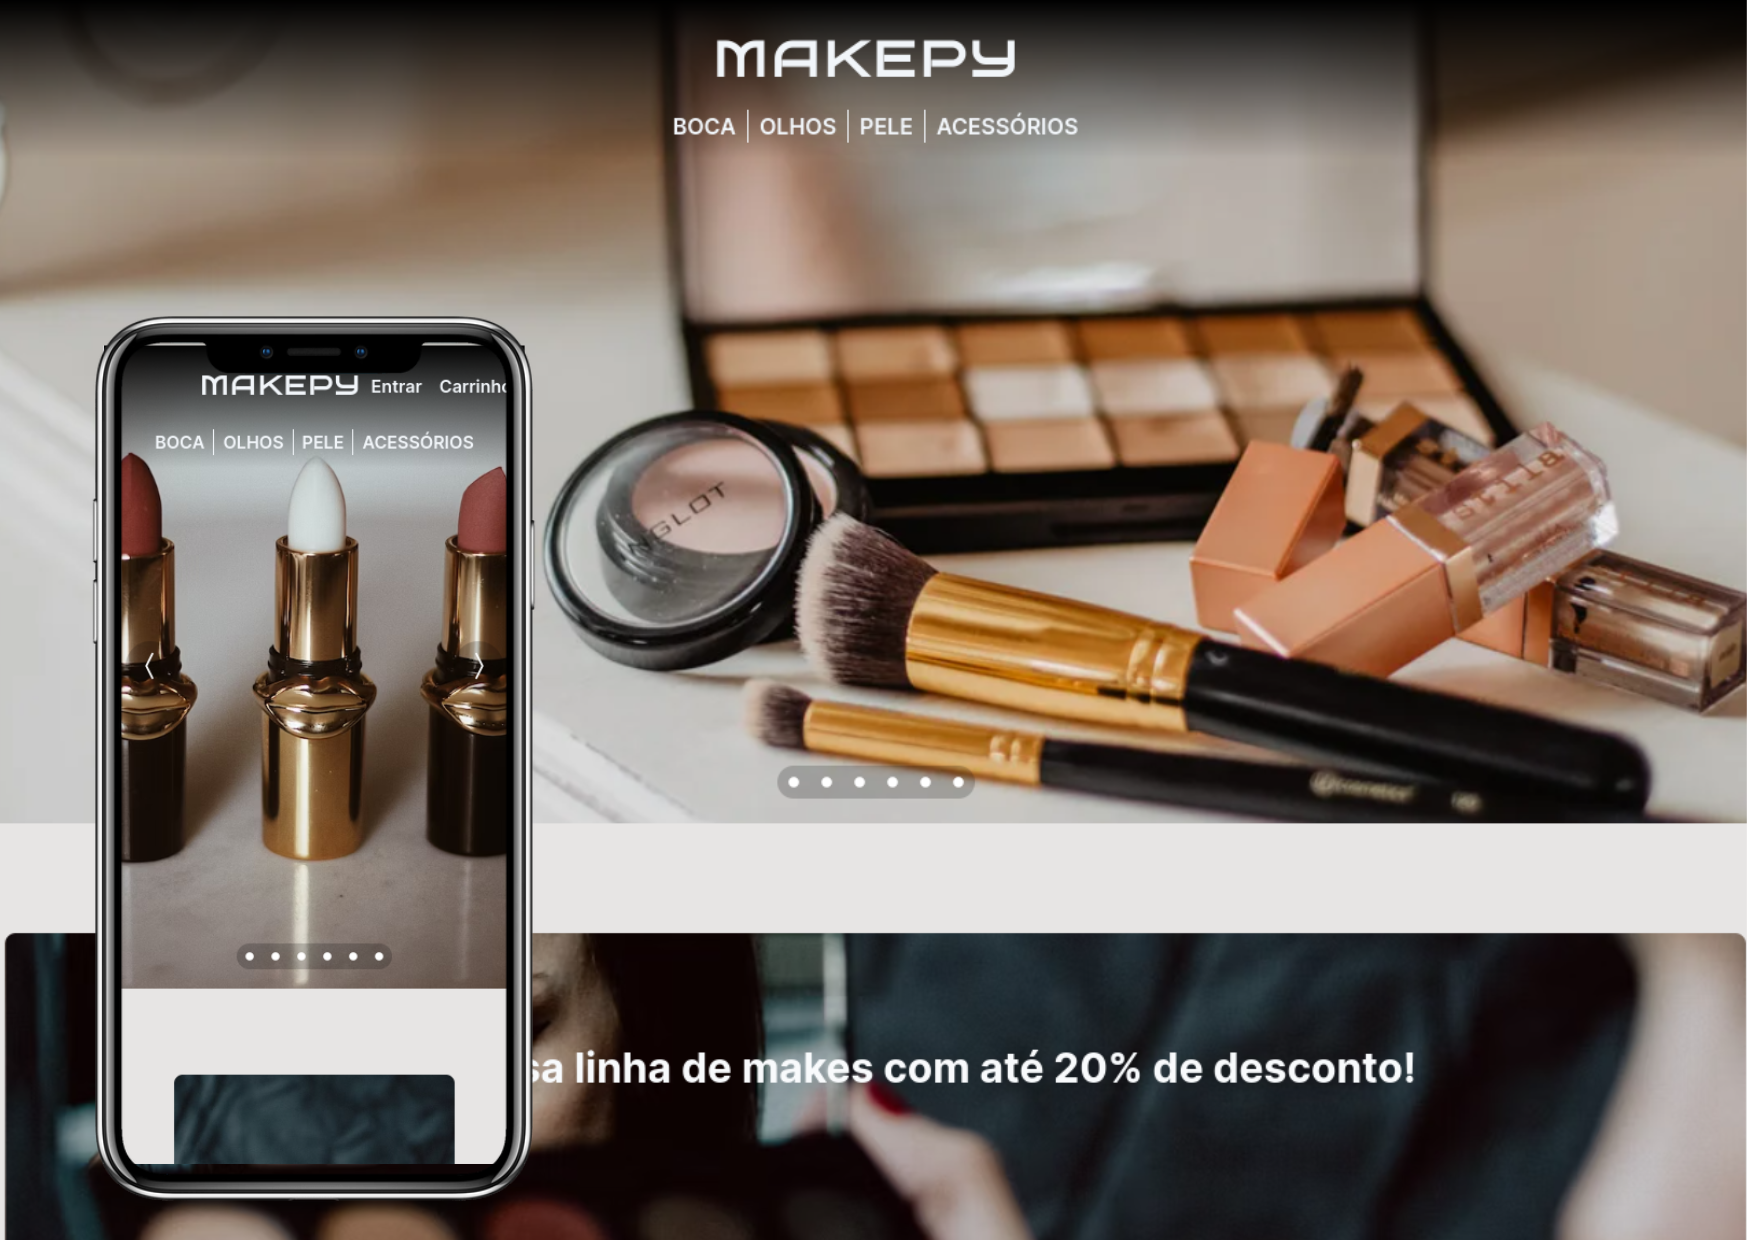 MAKEPY
BOCA | OLHOS | PELE | ACESSÓRIOS
MAKEPY Entrar Carrinho
BOCA | OLHOS | PELE | ACESSÓRIOS
INGLOT
stila
sa linha de makes com até 20% de desconto!